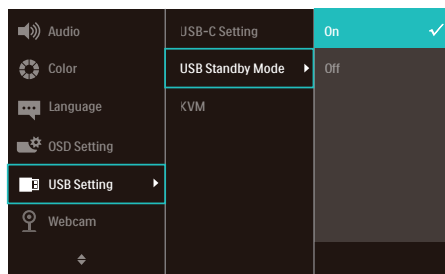 Audio
Color
Language
OSD Setting
USB Setting
Webcam
USB-C Setting
USB Standby Mode
KVM
On
Off